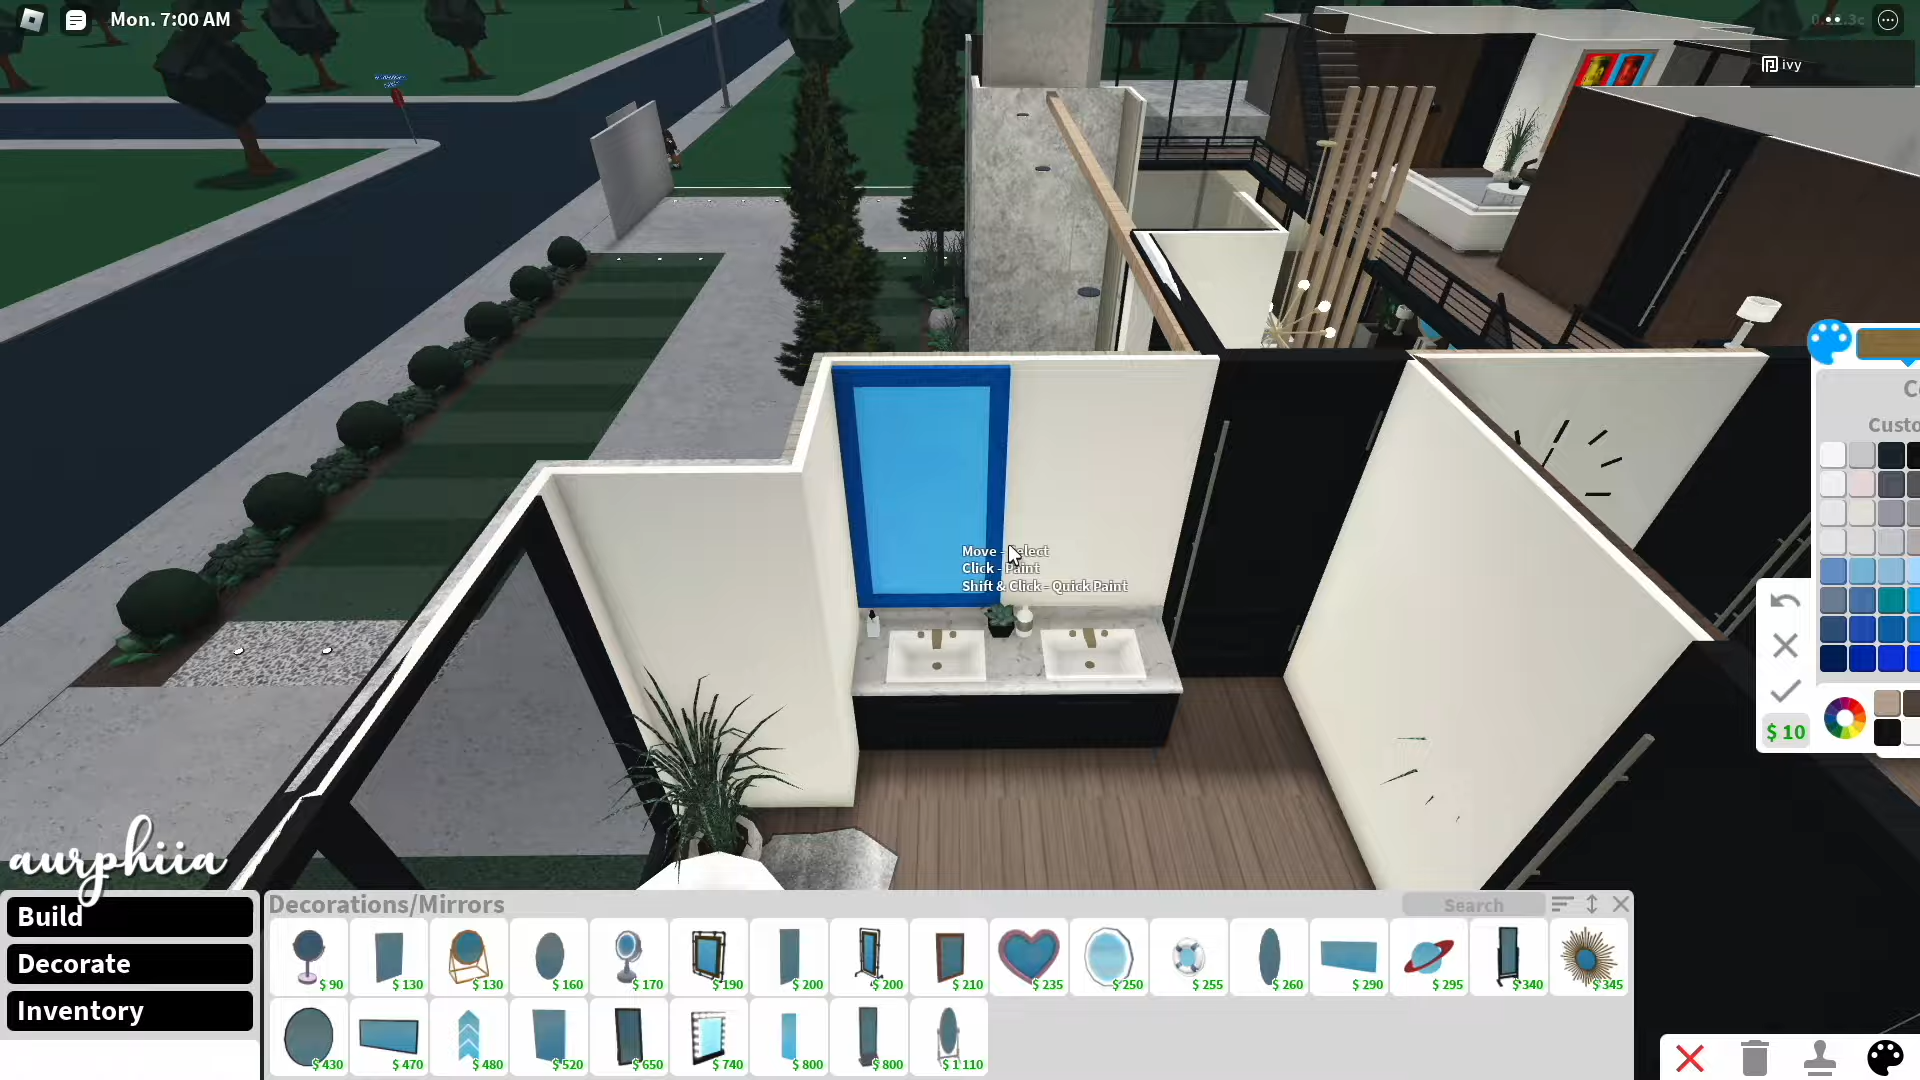 Mon. 7:00 AM
ivy
Move - Select
Click - Paint
Shift & Click - Quick Paint
Custo
$ 10
aurphiia
Build
Decorate
Inventory
Decorations/Mirrors
Search
$ 90
$ 130
$ 130
$ 160
$ 170
$ 190
$ 200
$ 200
$ 210
$ 235
$ 250
$ 255
$ 260
$ 290
$ 295
$ 340
$ 345
$ 430
$ 470
$ 480
$ 520
$ 650
$ 740
$ 800
$ 800
$ 1 110